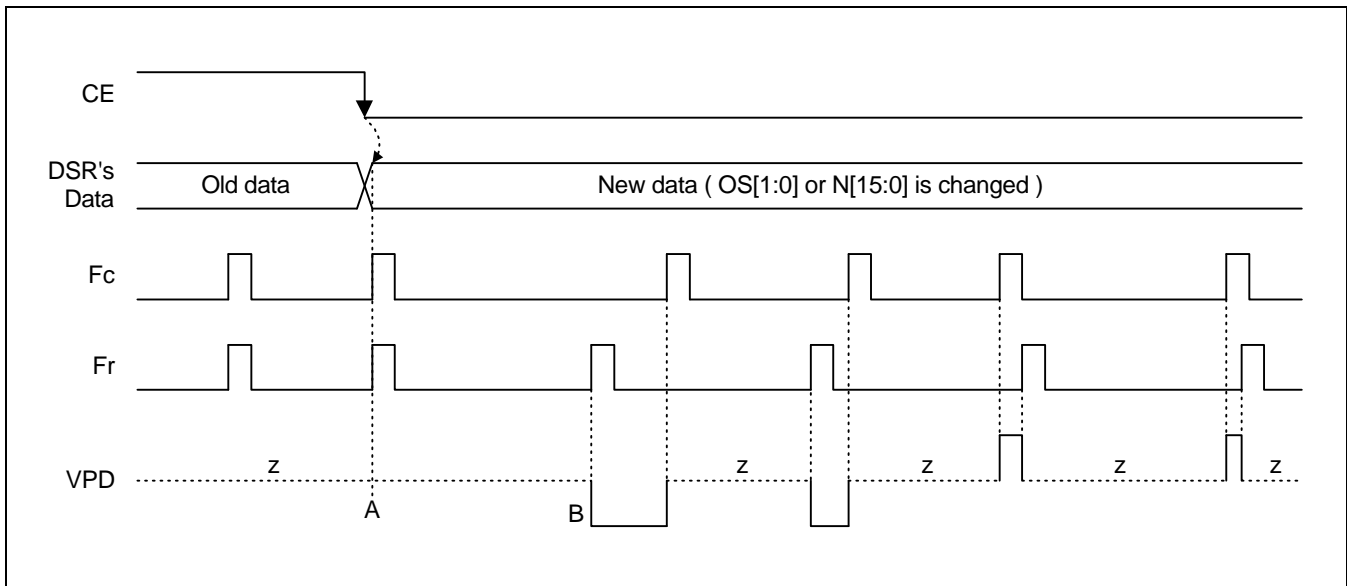 CE
DSR's
Data
Old data
New data ( OS[1:0] or N[15:0] is changed )
Fc
Fr
VPD
z
z
z
z
z
A
B